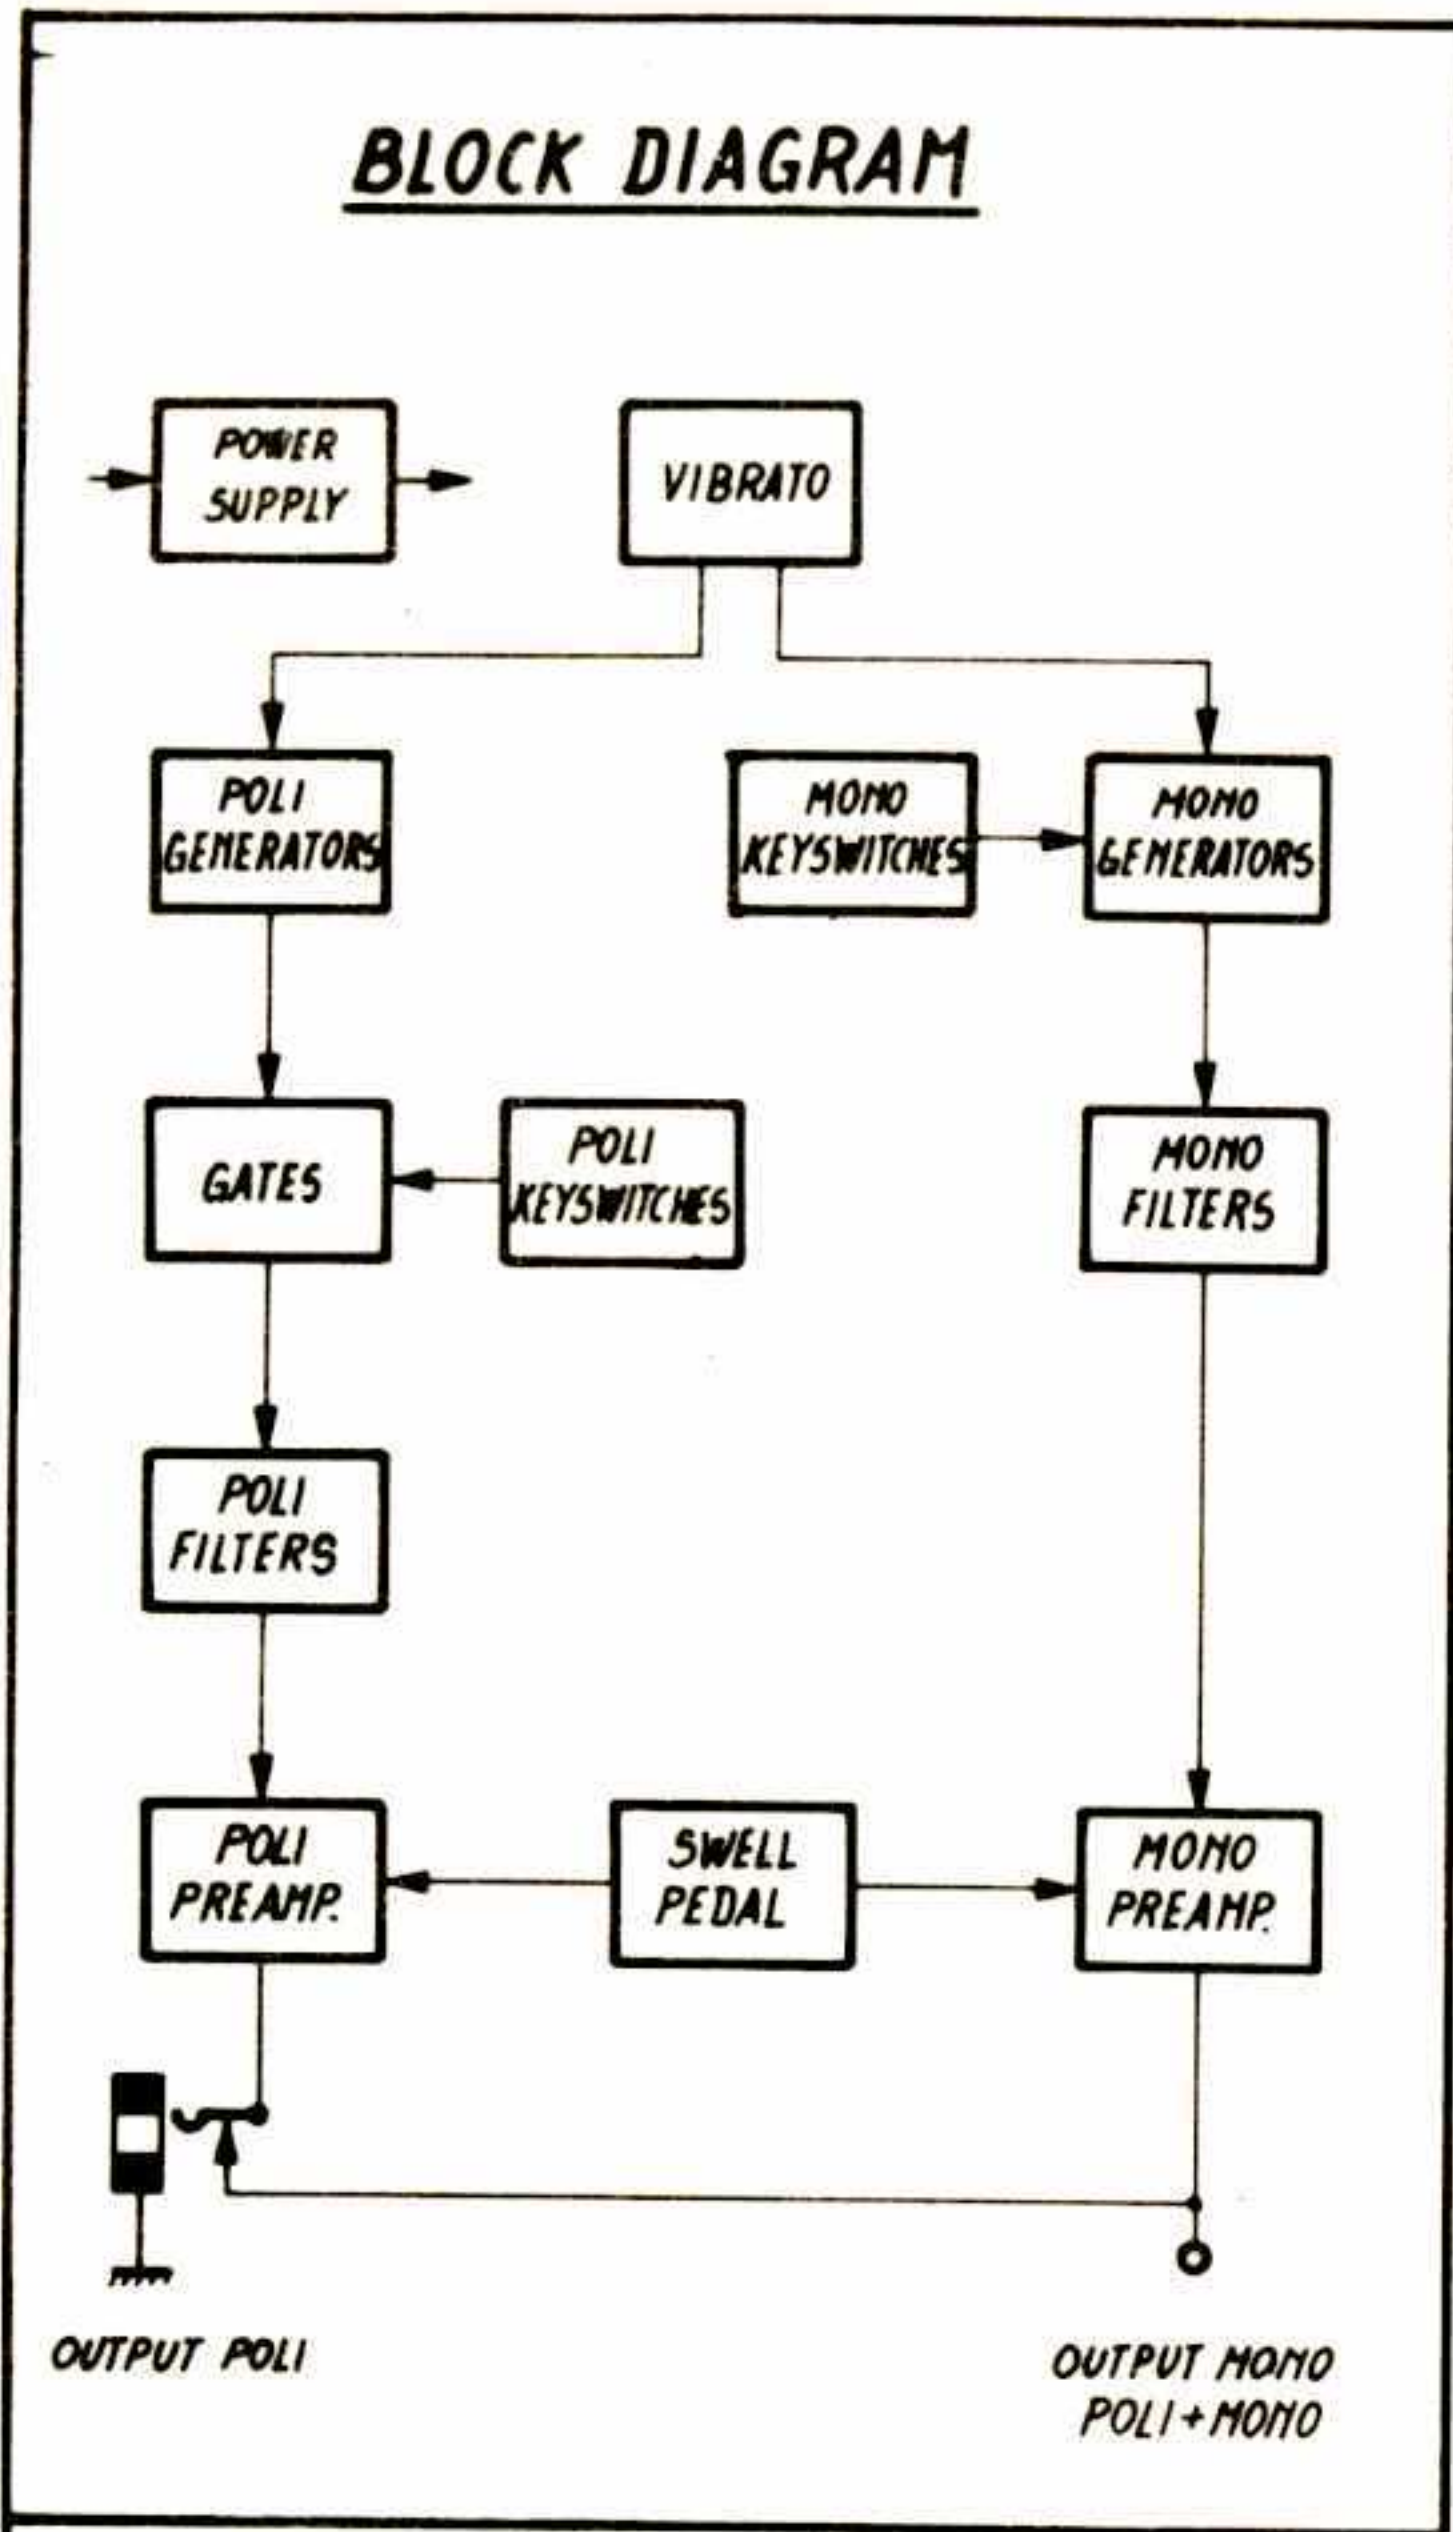 BLOCK DIAGRAM
POWER
SUPPLY
VIBRATO
POLI
GENERATORS
MONO
KEYSWITCHES
MONO
GENERATORS
GATES
POLI
KEYSWITCHES
MONO
FILTERS
POLI
FILTERS
POLI
PREAMP.
SWELL
PEDAL
MONO
PREAMP.
OUTPUT POLI
OUTPUT MONO
POLI+MONO